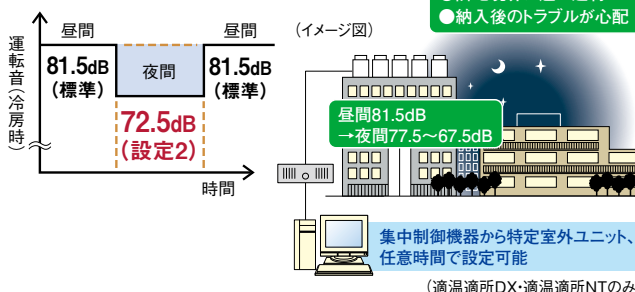 ●納入後のトラブルが心配
昼間
昼間
(イメージ図)
運転音(冷房時)
81.5dB
(標準)
夜間
81.5dB
(標準)
72.5dB
(設定2)
時間
昼間81.5dB
→夜間77.5～67.5dB
集中制御機器から特定室外ユニット、
任意時間で設定可能
(適温適所DX・適温適所NTのみ